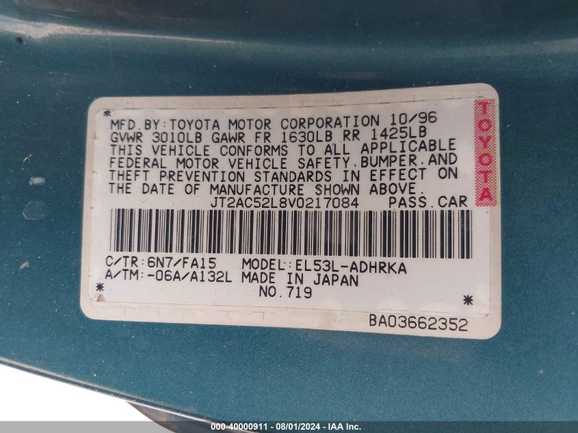 *
MFD.BY:TOYOTA MOTOR CORPORATION 10/96
GVWR 3010LB GAWR FR 1630LB RR 1425LB
THIS VEHICLE CONFORMS TO ALL APPLICABLE
FEDERAL MOTOR VEHICLE SAFETY,BUMPER,AND
THEFT PREVENTION STANDARDS IN EFFECT ON
THE DATE OF MANUFACTURE SHOWN ABOVE.
JT2AC52L8V0217084 PASS.CAR
TOYOTA
C/TR:6N7/FA15 MODEL:EL53L-ADHRKA
A/TM:-06A/A132L MADE IN JAPAN
NO.719
* *
BA03662352
000-40000911 - 08/01/2024 - IAA Inc.